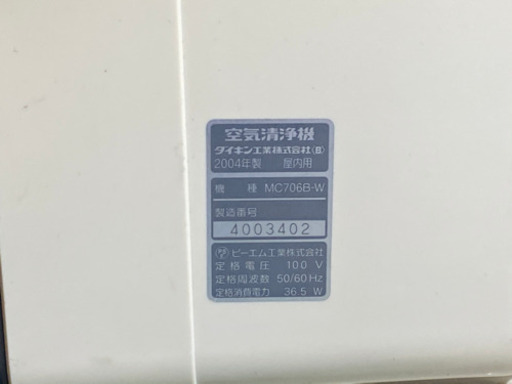 空気清浄機
ダイキン工業株式会社
2004年製 屋内用
機種 MC706B-W
製造番号
4003402
ピーエム工業株式会社
定格電圧 100 V
定格周波数 50/60Hz
定格消費電力 36.5 W